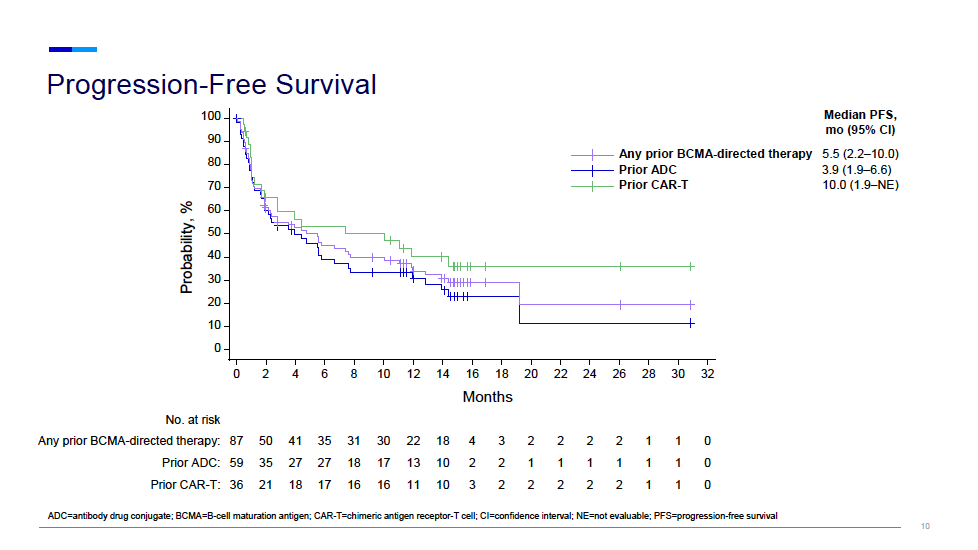 Progression-Free Survival
Median PFS,
mo (95% CI)
Any prior BCMA-directed therapy 5.5 (2.2–10.0)
Prior ADC 3.9 (1.9–6.6)
Prior CAR-T 10.0 (1.9–NE)
Probability, %
100
90
80
70
60
50
40
30
20
10
0
0 2 4 6 8 10 12 14 16 18 20 22 24 26 28 30 32
Months
No. at risk
Any prior BCMA-directed therapy: 87 50 41 35 31 30 22 18 4 3 2 2 2 2 1 1 0
Prior ADC: 59 35 27 27 18 17 13 10 2 2 1 1 1 1 1 1 0
Prior CAR-T: 36 21 18 17 16 16 11 10 3 2 2 2 2 2 1 1 0
ADC=antibody drug conjugate; BCMA=B-cell maturation antigen; CAR-T=chimeric antigen receptor-T cell; CI=confidence interval; NE=not evaluable; PFS=progression-free survival
10